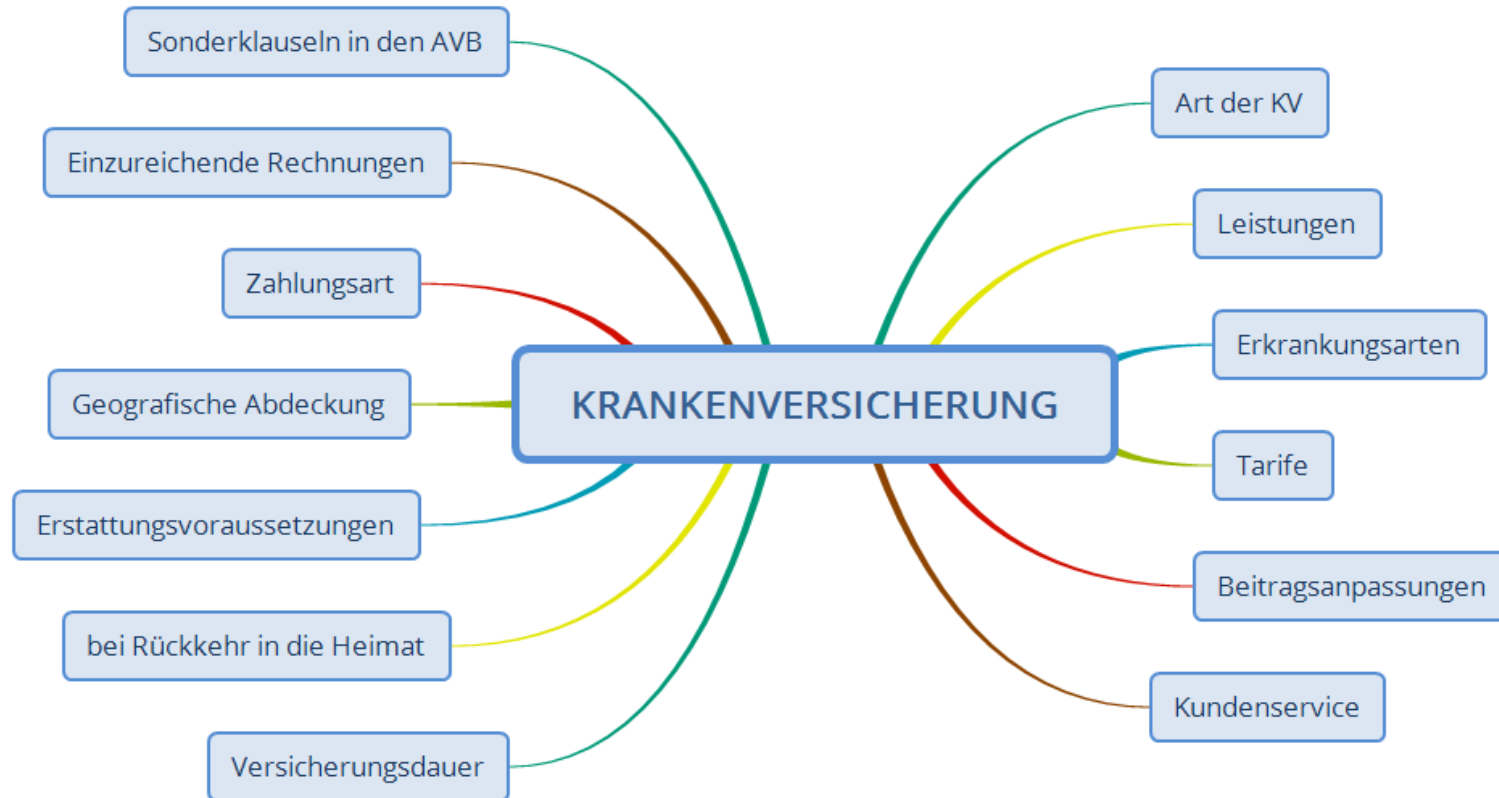 Sonderklauseln in den AVB
Einzureichende Rechnungen
Zahlungsart
Geografische Abdeckung
Erstattungsvoraussetzungen
bei Rückkehr in die Heimat
Versicherungsdauer
KRANKENVERSICHERUNG
Art der KV
Leistungen
Erkrankungsarten
Tarife
Beitragsanpassungen
Kundenservice